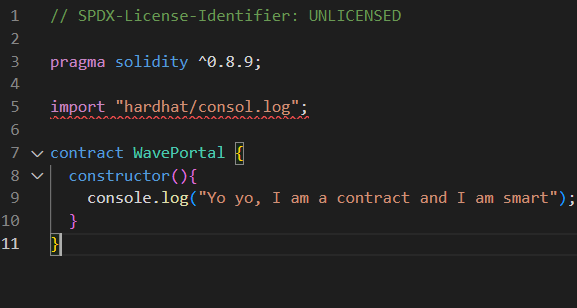 1 // SPDX-License-Identifier: UNLICENSED
2
3 pragma solidity ^0.8.9;
4
5 import "hardhat/consol.log";
6
7 contract WavePortal {
8 constructor(){
9 console.log("Yo yo, I am a contract and I am smart");
10 }
11 }